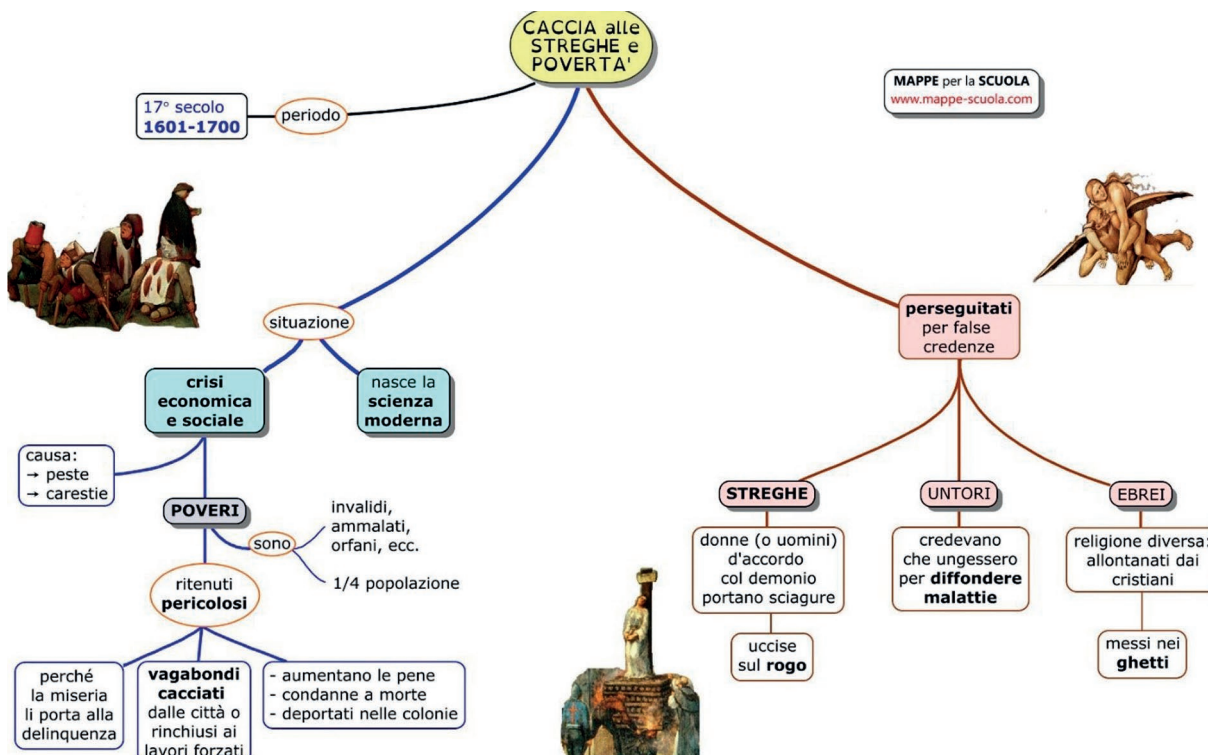 CACCIA alle
STREGHE e
POVERTA'
MAPPE per la SCUOLA
www.mappe-scuola.com
17° secolo
1601-1700
periodo
situazione
crisi
economica
e sociale
nasce la
scienza
moderna
causa:
→ peste
→ carestie
POVERI
sono
invalidi,
ammalati,
orfani, ecc.
1/4 popolazione
ritenuti
pericolosi
perché
la miseria
li porta alla
delinquenza
vagabondi
cacciati
dalle città o
rinchiusi ai
lavori forzati
- aumentano le pene
- condanne a morte
- deportati nelle colonie
perseguitati
per false
credenze
STREGHE
donne (o uomini)
d'accordo
col demonio
portano sciagure
uccise
sul rogo
UNTORI
credevano
che ungessero
per diffondere
malattie
EBREI
religione diversa:
allontanati dai
cristiani
messi nei
ghetti